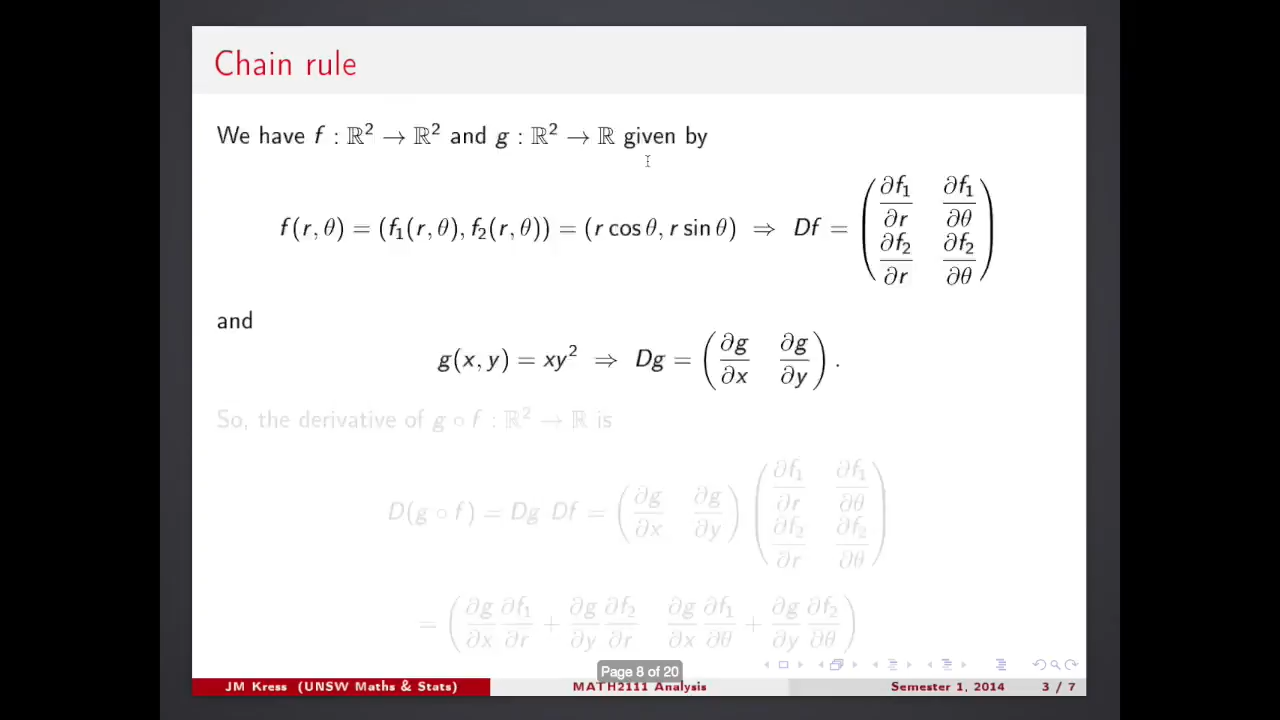 Chain rule
We have f : ℝ² → ℝ² and g : ℝ² → ℝ given by
f(r, θ) = (f₁(r, θ), f₂(r, θ)) = (r cos θ, r sin θ) ⇒ Df = ( ∂f₁/∂r ∂f₁/∂θ ; ∂f₂/∂r ∂f₂/∂θ )
and
g(x, y) = xy² ⇒ Dg = ( ∂g/∂x ∂g/∂y ) .
So, the derivative of g ∘ f : ℝ² → ℝ is
D(g ∘ f) = Dg Df = ( ∂g/∂x ∂g/∂y ) ( ∂f₁/∂r ∂f₁/∂θ ; ∂f₂/∂r ∂f₂/∂θ )
= ( ∂g/∂x ∂f₁/∂r + ∂g/∂y ∂f₂/∂r ∂g/∂x ∂f₁/∂θ + ∂g/∂y ∂f₂/∂θ )
Page 8 of 20
JM Kress (UNSW Maths & Stats) MATH2111 Analysis Semester 1, 2014 3 / 7